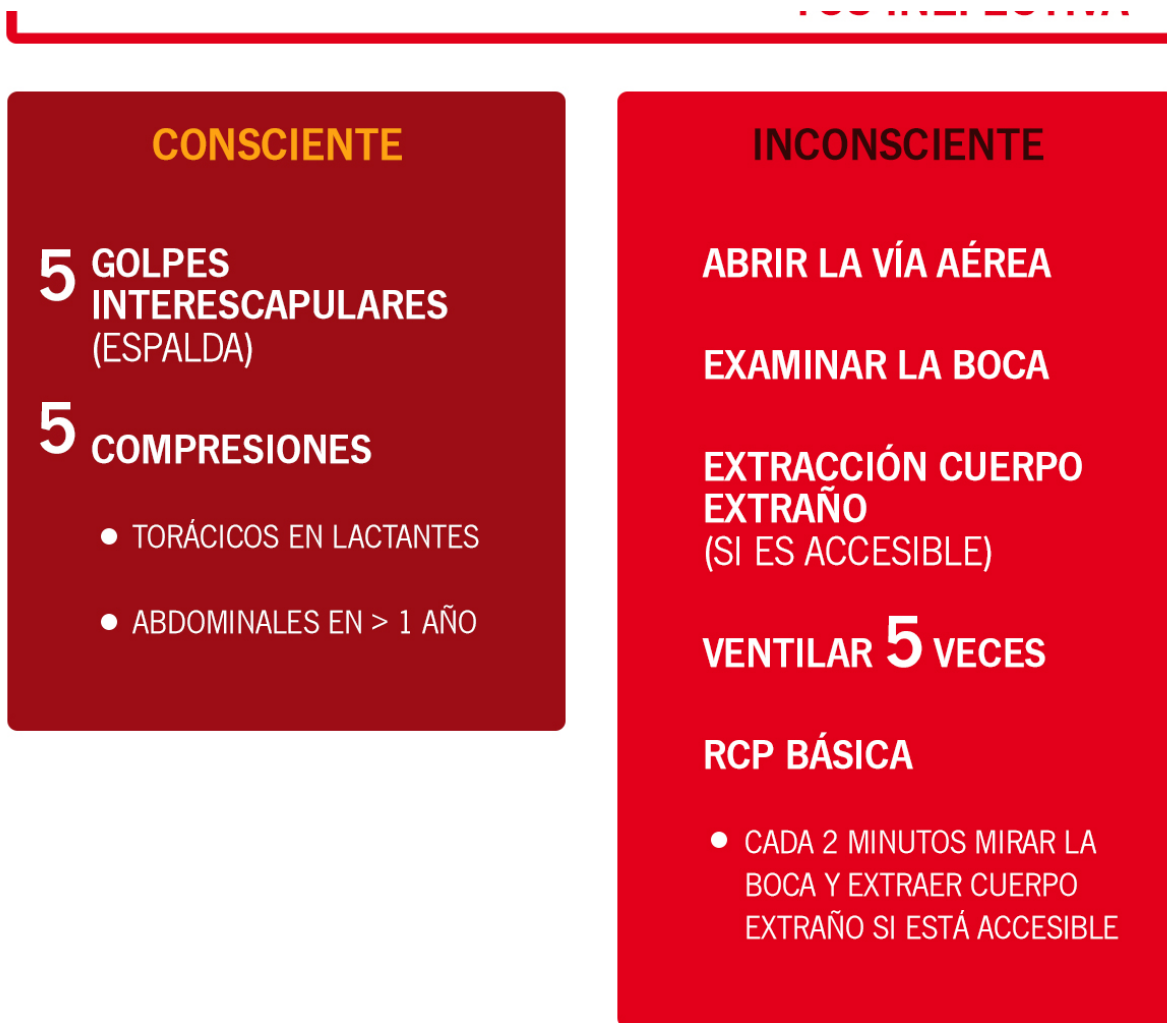 CONSCIENTE
5 GOLPES
INTERESCAPULARES
(ESPALDA)
5 COMPRESIONES
● TORÁCICOS EN LACTANTES
● ABDOMINALES EN > 1 AÑO
INCONSCIENTE
ABRIR LA VÍA AÉREA
EXAMINAR LA BOCA
EXTRACCIÓN CUERPO
EXTRAÑO
(SI ES ACCESIBLE)
VENTILAR 5 VECES
RCP BÁSICA
● CADA 2 MINUTOS MIRAR LA
BOCA Y EXTRAER CUERPO
EXTRAÑO SI ESTÁ ACCESIBLE